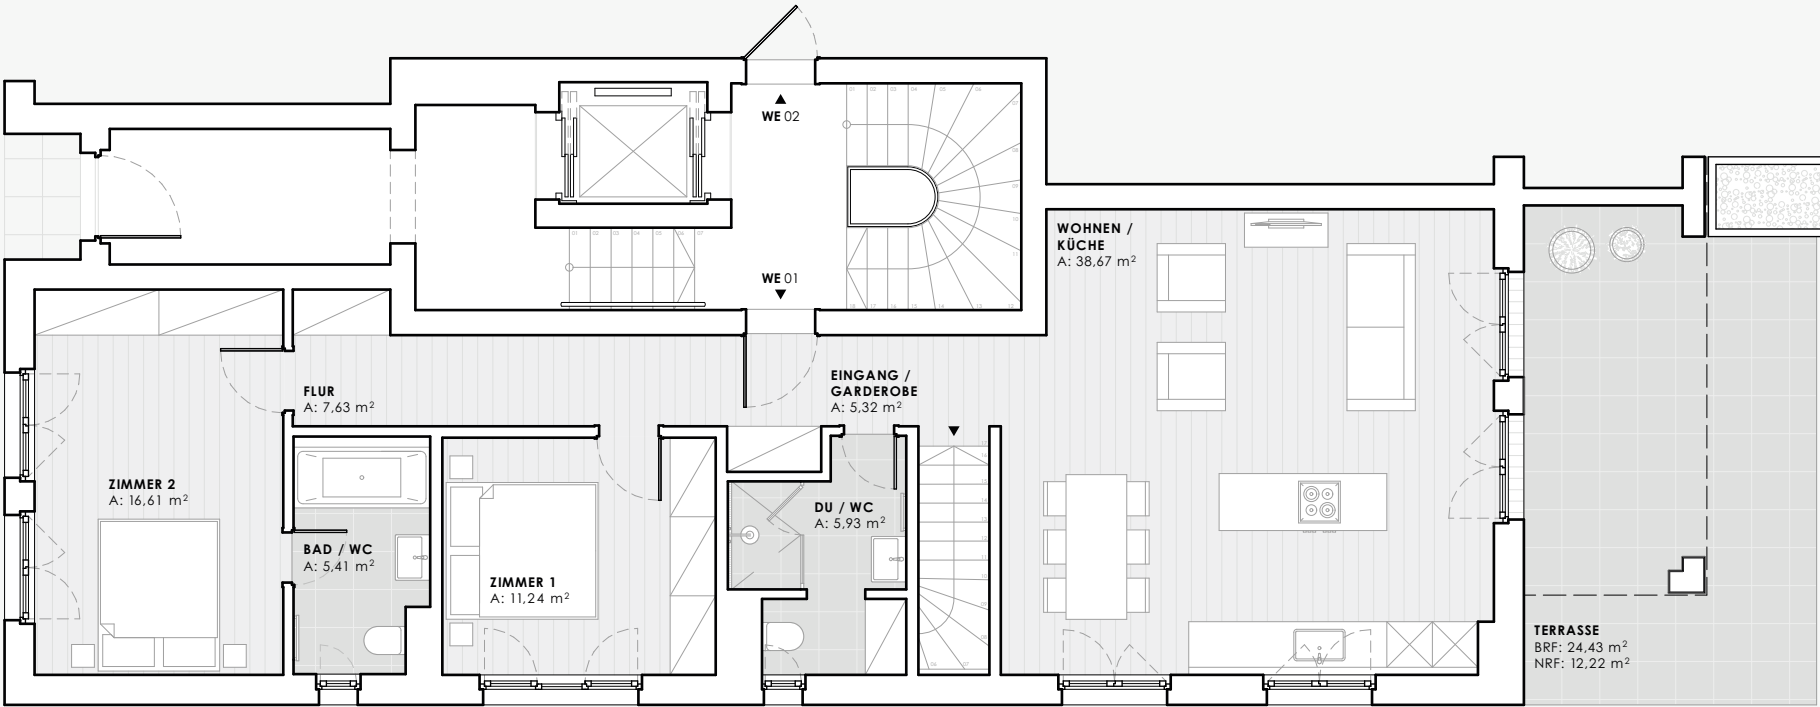 WE 02
WE 01
WOHNEN /
KÜCHE
A: 38,67 m²
FLUR
A: 7,63 m²
EINGANG /
GARDEROBE
A: 5,32 m²
ZIMMER 2
A: 16,61 m²
BAD / WC
A: 5,41 m²
ZIMMER 1
A: 11,24 m²
DU / WC
A: 5,93 m²
TERRASSE
BRF: 24,43 m²
NRF: 12,22 m²